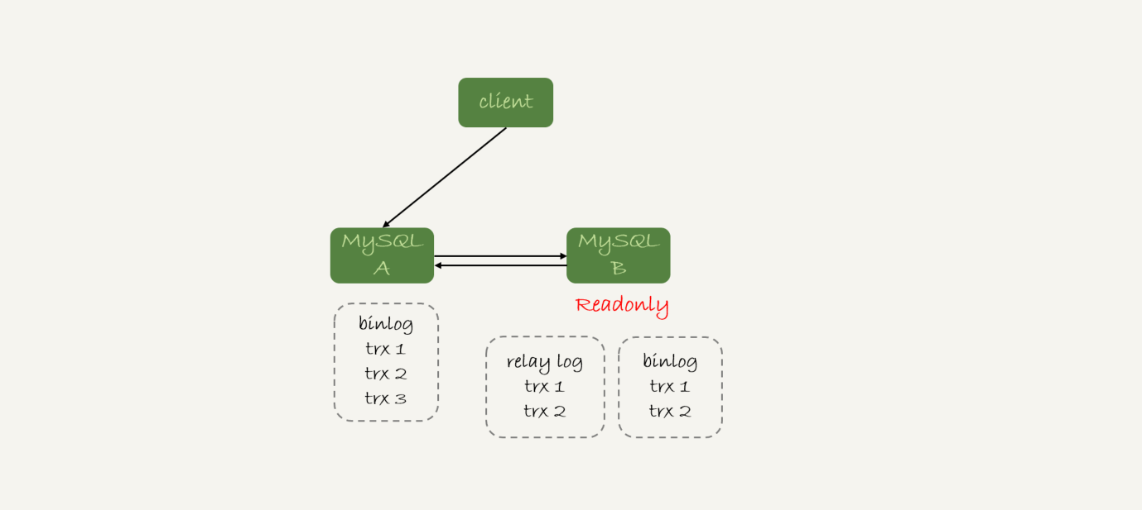 client
MySQL
A
MySQL
B
Readonly
binlog
trx 1
trx 2
trx 3
relay log
trx 1
trx 2
binlog
trx 1
trx 2